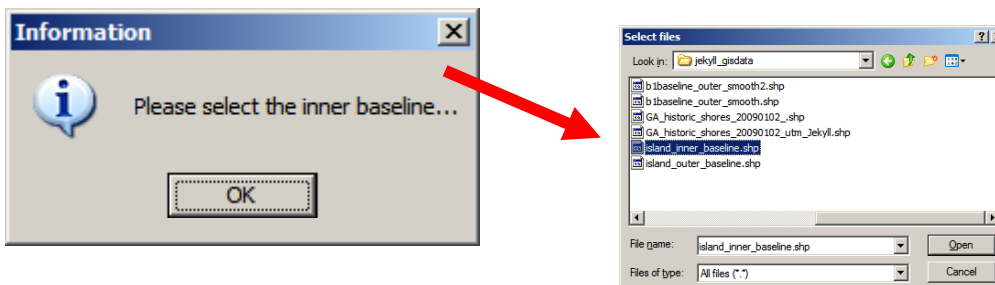 Information
Please select the inner baseline...
OK
Select files
Look in: jekyll_gisdata
b1baseline_outer_smooth2.shp
b1baseline_outer_smooth.shp
GA_historic_shores_20090102_.shp
GA_historic_shores_20090102_utm_Jekyll.shp
island_inner_baseline.shp
island_outer_baseline.shp
File name: island_inner_baseline.shp Open
Files of type: All files (*.*) Cancel